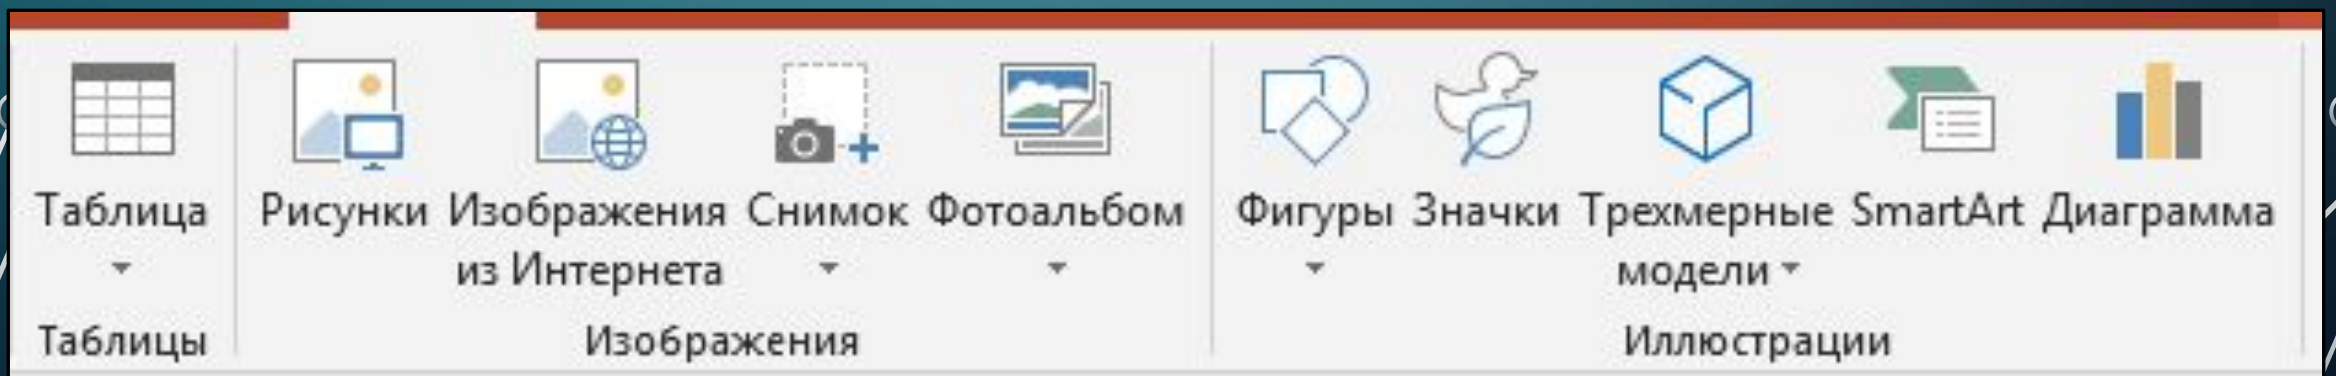 Таблица
Рисунки
Изображения
из Интернета
Снимок
Фотоальбом
Фигуры
Значки
Трехмерные
модели
SmartArt
Диаграмма
Таблицы
Изображения
Иллюстрации